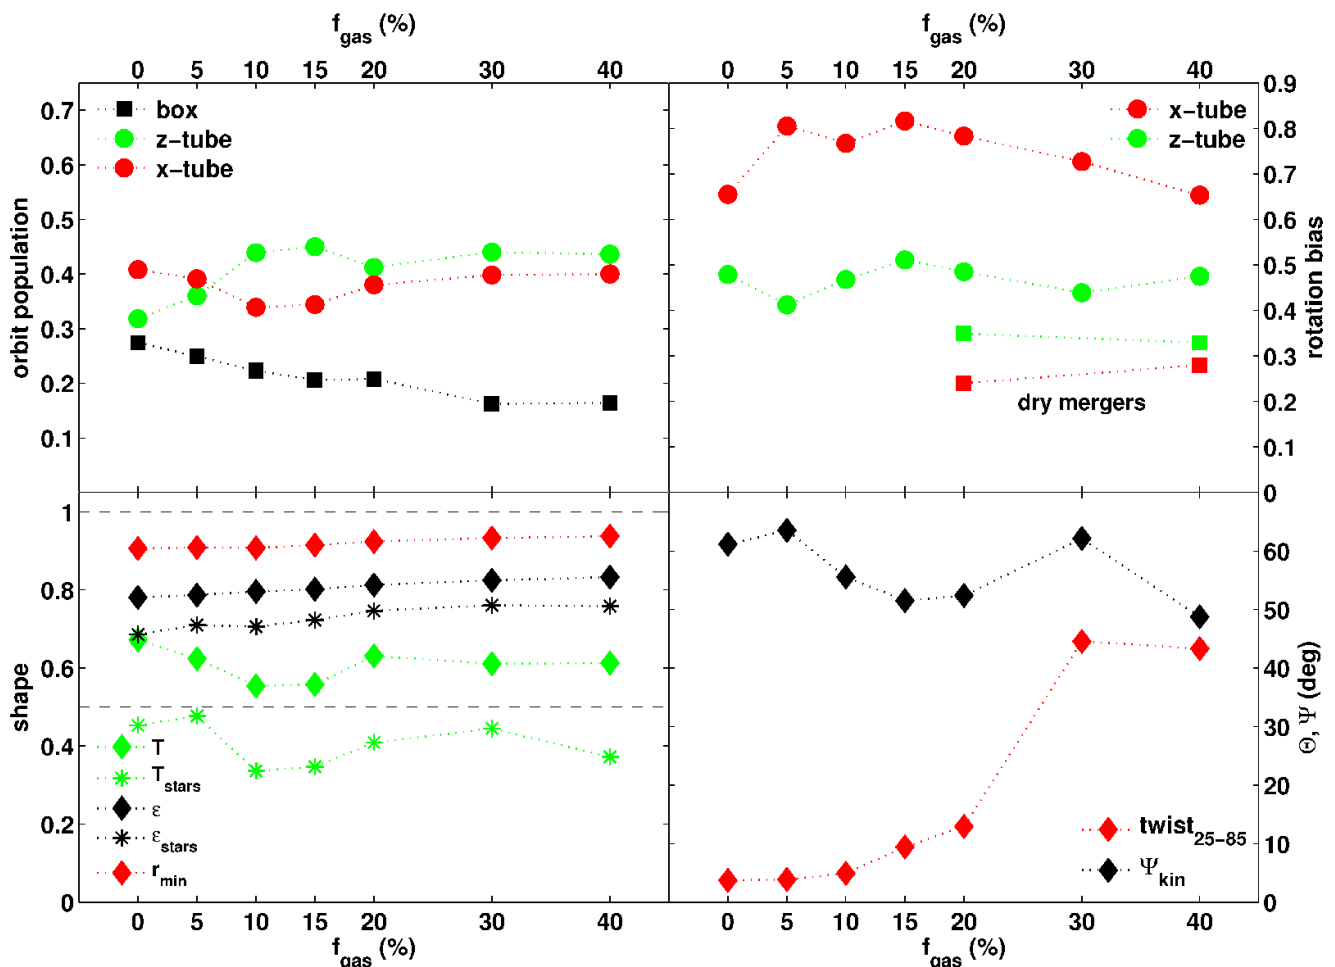 f_gas (%)
f_gas (%)
0 5 10 15 20 30 40
0 5 10 15 20 30 40
0.7
0.6
0.5
0.4
0.3
0.2
0.1
orbit population
box
z-tube
x-tube
x-tube
z-tube
dry mergers
0.9
0.8
0.7
0.6
0.5
0.4
0.3
0.2
0.1
0
rotation bias
1
0.8
0.6
0.4
0.2
0
shape
T
T_stars
ε
ε_stars
r_min
60
50
40
30
20
10
0
Θ, Ψ (deg)
twist_25-85
Ψ_kin
0 5 10 15 20 30 40
0 5 10 15 20 30 40
f_gas (%)
f_gas (%)